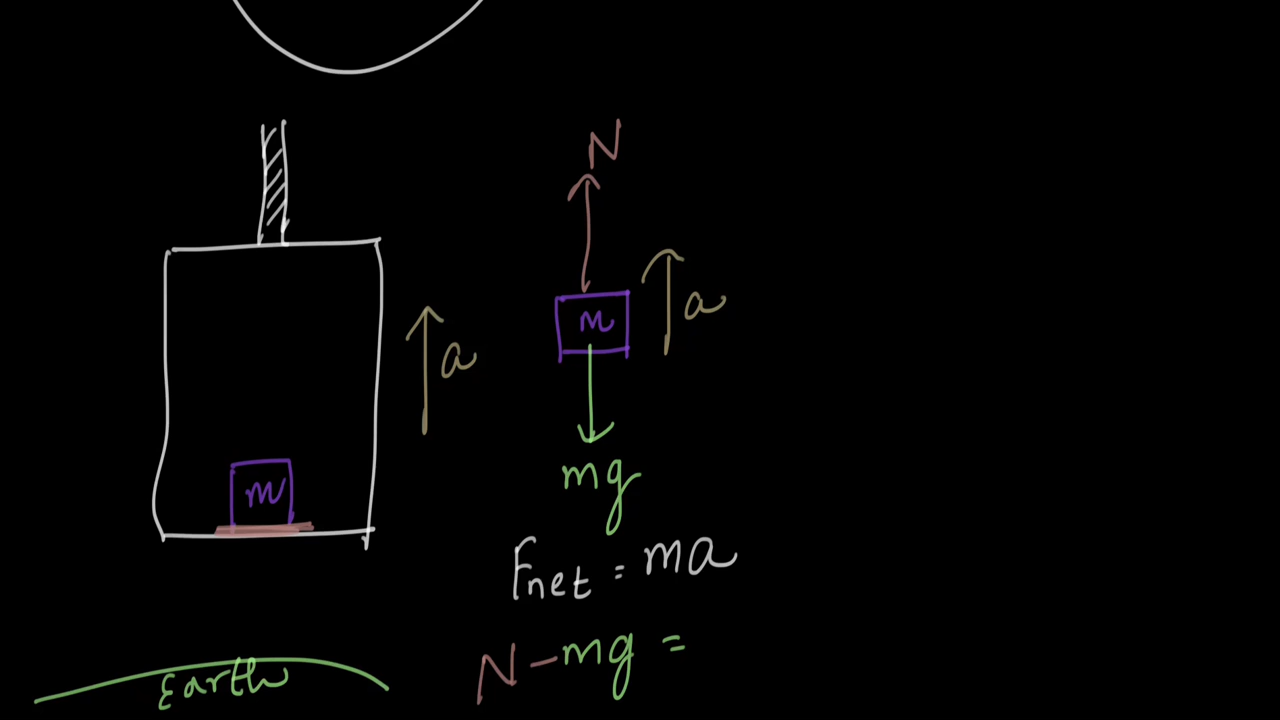 N
a
m
a
mg
m
Fnet = ma
N - mg =
Earth